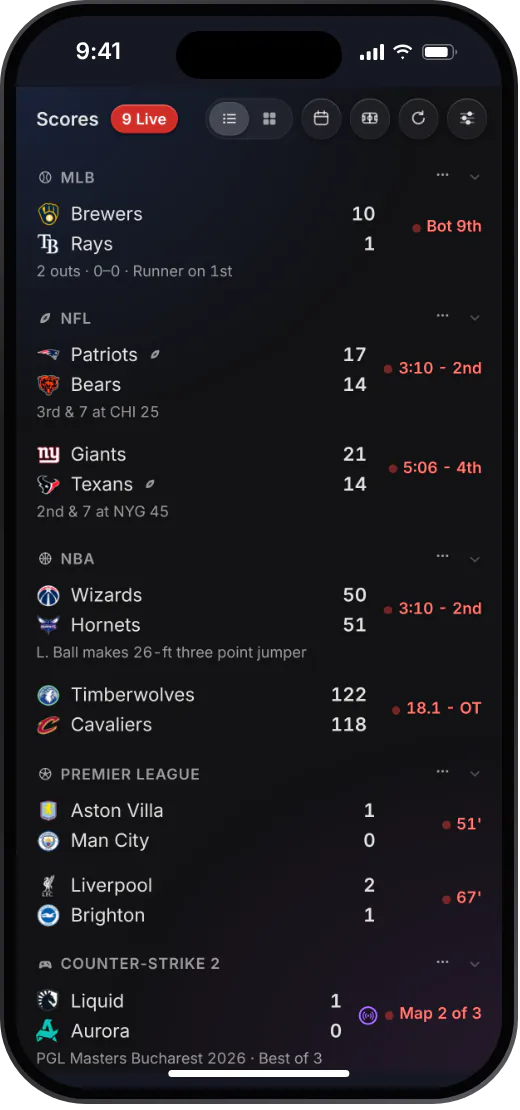 9:41
Scores 9 Live
MLB ...
Brewers 10
Bot 9th
TB Rays 1
2 outs · 0–0 · Runner on 1st
NFL ...
Patriots 17
3:10 - 2nd
Bears 14
3rd & 7 at CHI 25
ny Giants 21
5:06 - 4th
Texans 14
2nd & 7 at NYG 45
NBA ...
Wizards 50
3:10 - 2nd
Hornets 51
L. Ball makes 26-ft three point jumper
Timberwolves 122
18.1 - OT
C Cavaliers 118
PREMIER LEAGUE ...
Aston Villa 1
51'
Man City 0
Liverpool 2
67'
Brighton 1
COUNTER-STRIKE 2 ...
Liquid 1
Map 2 of 3
Aurora 0
PGL Masters Bucharest 2026 · Best of 3